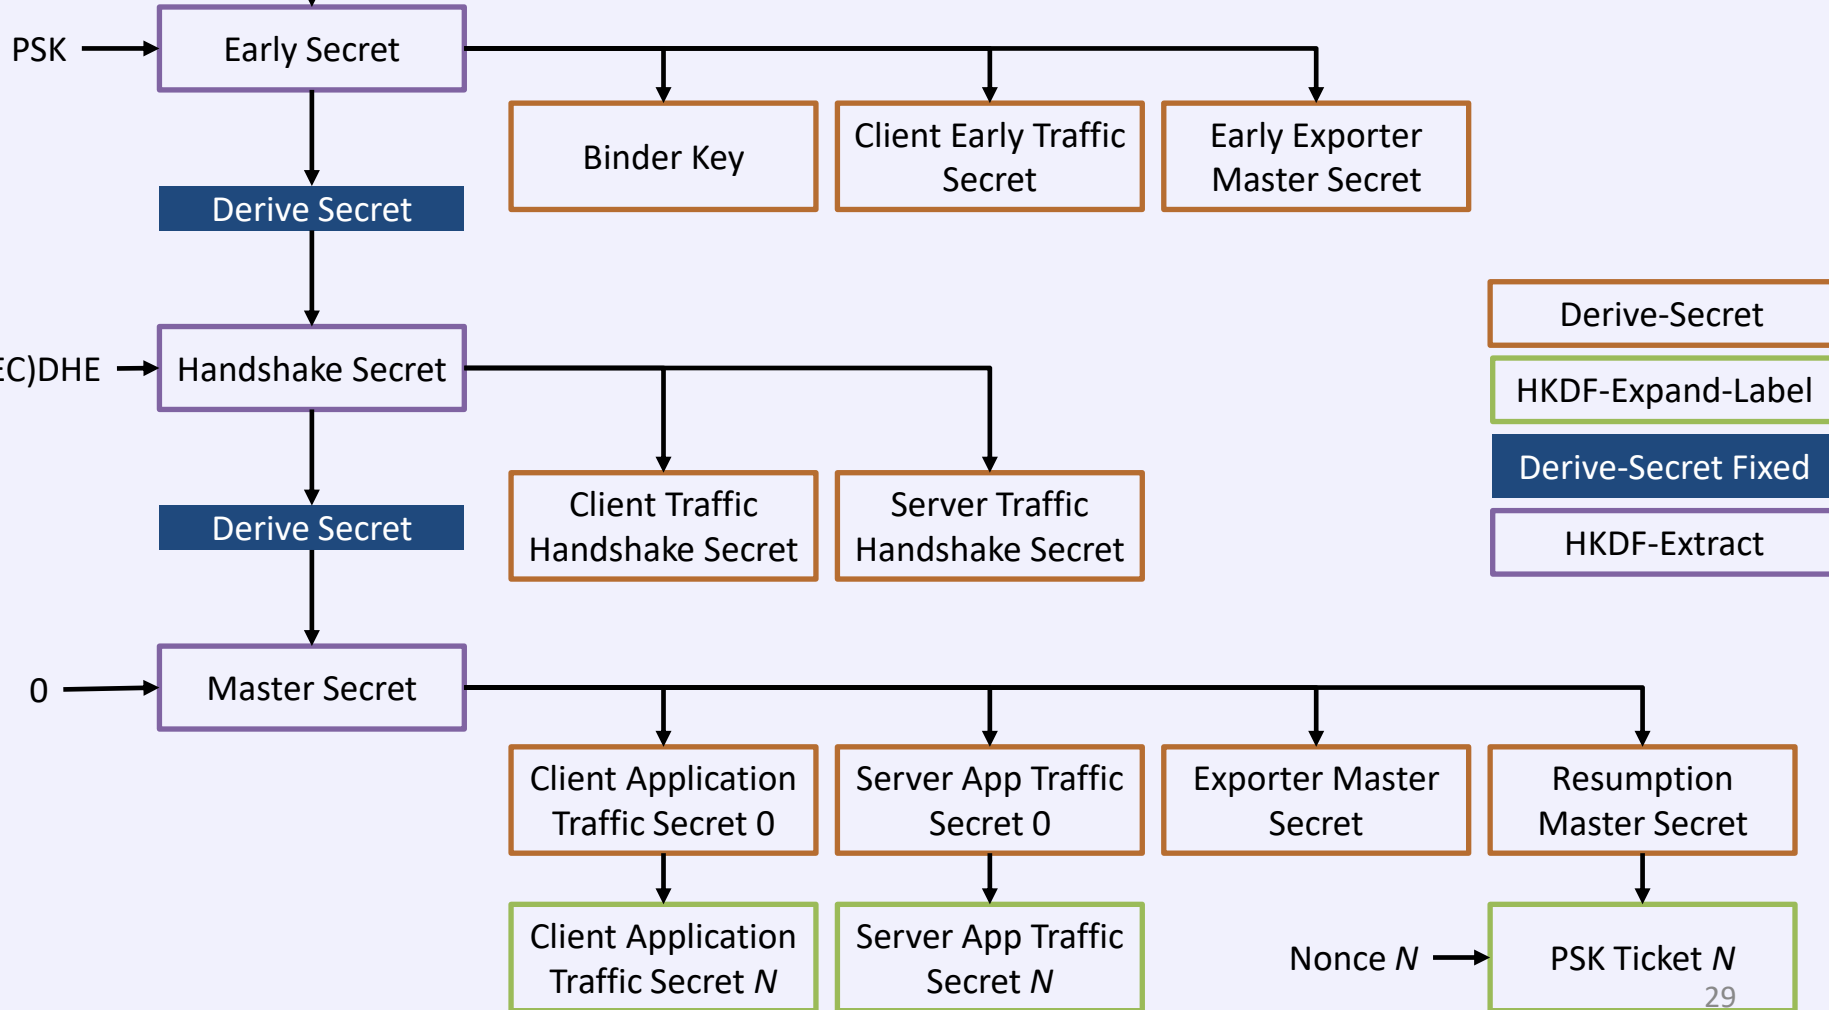 PSK
Early Secret
Binder Key
Client Early Traffic
Secret
Early Exporter
Master Secret
Derive Secret
EC)DHE
Handshake Secret
Client Traffic
Handshake Secret
Server Traffic
Handshake Secret
Derive-Secret
HKDF-Expand-Label
Derive-Secret Fixed
HKDF-Extract
Derive Secret
0
Master Secret
Client Application
Traffic Secret 0
Server App Traffic
Secret 0
Exporter Master
Secret
Resumption
Master Secret
Client Application
Traffic Secret N
Server App Traffic
Secret N
Nonce N
PSK Ticket N
29